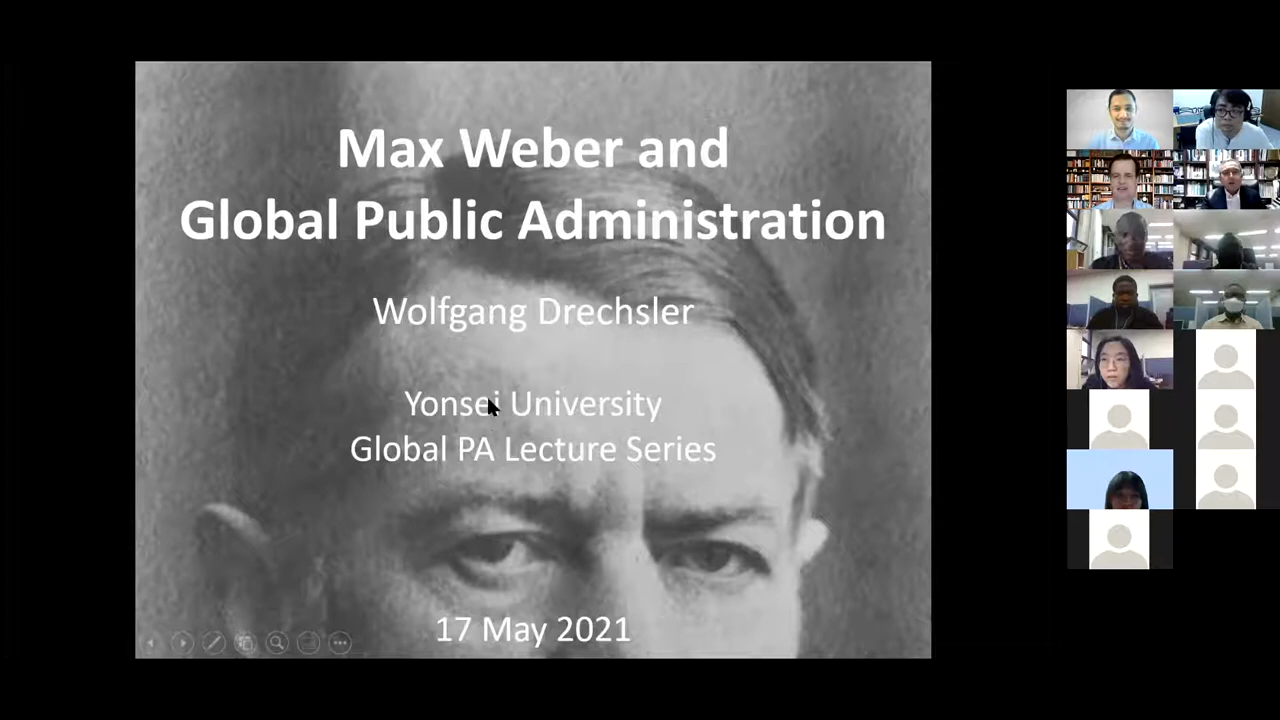 Max Weber and
Global Public Administration
Wolfgang Drechsler
Yonsei University
Global PA Lecture Series
17 May 2021